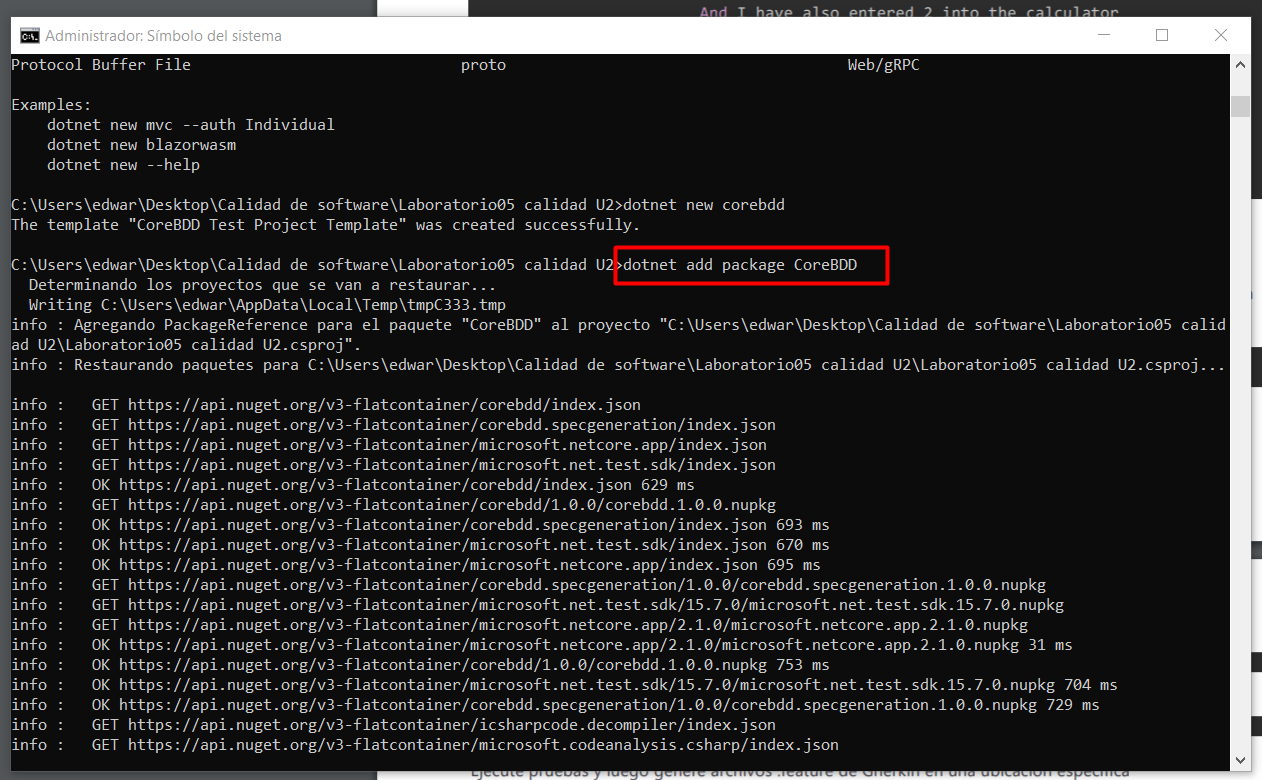 And I have also entered 2 into the calculator
Administrador: Símbolo del sistema
Protocol Buffer File proto Web/gRPC
Examples:
dotnet new mvc --auth Individual
dotnet new blazorwasm
dotnet new --help
C:\Users\edwar\Desktop\Calidad de software\Laboratorio05 calidad U2>dotnet new corebdd
The template "CoreBDD Test Project Template" was created successfully.
C:\Users\edwar\Desktop\Calidad de software\Laboratorio05 calidad U2>dotnet add package CoreBDD
Determinando los proyectos que se van a restaurar...
Writing C:\Users\edwar\AppData\Local\Temp\tmpC333.tmp
info : Agregando PackageReference para el paquete "CoreBDD" al proyecto "C:\Users\edwar\Desktop\Calidad de software\Laboratorio05 calid
ad U2\Laboratorio05 calidad U2.csproj".
info : Restaurando paquetes para C:\Users\edwar\Desktop\Calidad de software\Laboratorio05 calidad U2\Laboratorio05 calidad U2.csproj...
info : GET https://api.nuget.org/v3-flatcontainer/corebdd/index.json
info : GET https://api.nuget.org/v3-flatcontainer/corebdd.specgeneration/index.json
info : GET https://api.nuget.org/v3-flatcontainer/microsoft.netcore.app/index.json
info : GET https://api.nuget.org/v3-flatcontainer/microsoft.net.test.sdk/index.json
info : OK https://api.nuget.org/v3-flatcontainer/corebdd/index.json 629 ms
info : GET https://api.nuget.org/v3-flatcontainer/corebdd/1.0.0/corebdd.1.0.0.nupkg
info : OK https://api.nuget.org/v3-flatcontainer/corebdd.specgeneration/index.json 693 ms
info : OK https://api.nuget.org/v3-flatcontainer/microsoft.net.test.sdk/index.json 670 ms
info : OK https://api.nuget.org/v3-flatcontainer/microsoft.netcore.app/index.json 695 ms
info : GET https://api.nuget.org/v3-flatcontainer/corebdd.specgeneration/1.0.0/corebdd.specgeneration.1.0.0.nupkg
info : GET https://api.nuget.org/v3-flatcontainer/microsoft.net.test.sdk/15.7.0/microsoft.net.test.sdk.15.7.0.nupkg
info : GET https://api.nuget.org/v3-flatcontainer/microsoft.netcore.app/2.1.0/microsoft.netcore.app.2.1.0.nupkg
info : OK https://api.nuget.org/v3-flatcontainer/microsoft.netcore.app/2.1.0/microsoft.netcore.app.2.1.0.nupkg 31 ms
info : OK https://api.nuget.org/v3-flatcontainer/corebdd/1.0.0/corebdd.1.0.0.nupkg 753 ms
info : OK https://api.nuget.org/v3-flatcontainer/microsoft.net.test.sdk/15.7.0/microsoft.net.test.sdk.15.7.0.nupkg 704 ms
info : OK https://api.nuget.org/v3-flatcontainer/corebdd.specgeneration/1.0.0/corebdd.specgeneration.1.0.0.nupkg 729 ms
info : GET https://api.nuget.org/v3-flatcontainer/icsharpcode.decompiler/index.json
info : GET https://api.nuget.org/v3-flatcontainer/microsoft.codeanalysis.csharp/index.json
Ejecute pruebas y luego genere archivos .feature de Gherkin en una ubicación específica